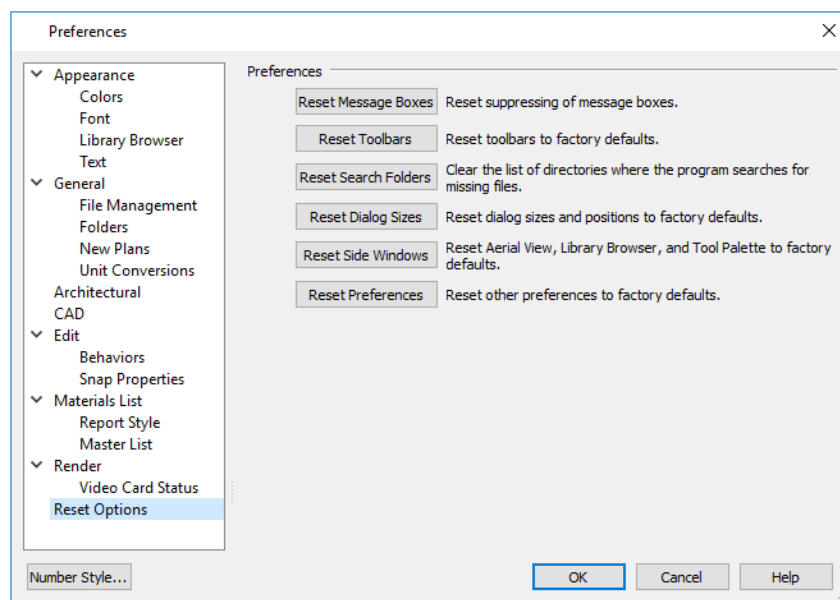 Preferences
Appearance
Colors
Font
Library Browser
Text
General
File Management
Folders
New Plans
Unit Conversions
Architectural
CAD
Edit
Behaviors
Snap Properties
Materials List
Report Style
Master List
Render
Video Card Status
Reset Options
Preferences
Reset Message Boxes
Reset suppressing of message boxes.
Reset Toolbars
Reset toolbars to factory defaults.
Reset Search Folders
Clear the list of directories where the program searches for
missing files.
Reset Dialog Sizes
Reset dialog sizes and positions to factory defaults.
Reset Side Windows
Reset Aerial View, Library Browser, and Tool Palette to factory
defaults.
Reset Preferences
Reset other preferences to factory defaults.
Number Style...
OK
Cancel
Help